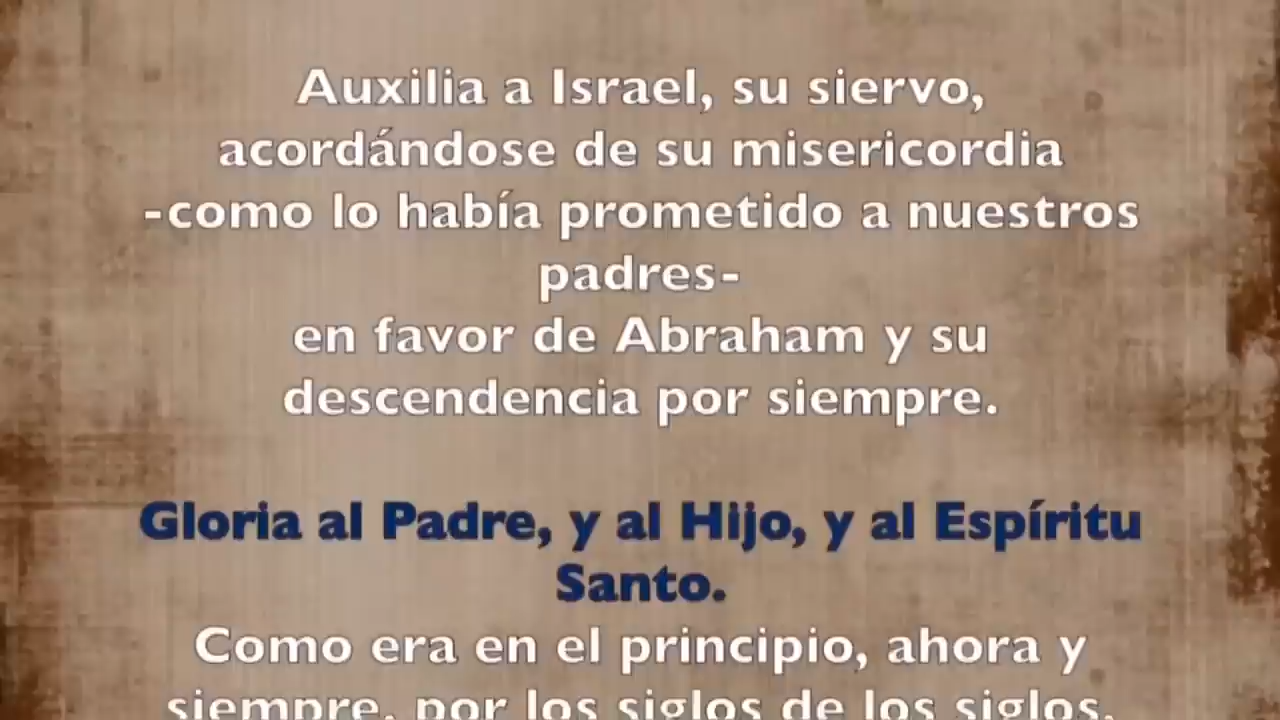 Auxilia a Israel, su siervo,
acordándose de su misericordia
-como lo había prometido a nuestros
padres-
en favor de Abraham y su
descendencia por siempre.
Gloria al Padre, y al Hijo, y al Espíritu
Santo.
Como era en el principio, ahora y
siempre, por los siglos de los siglos.